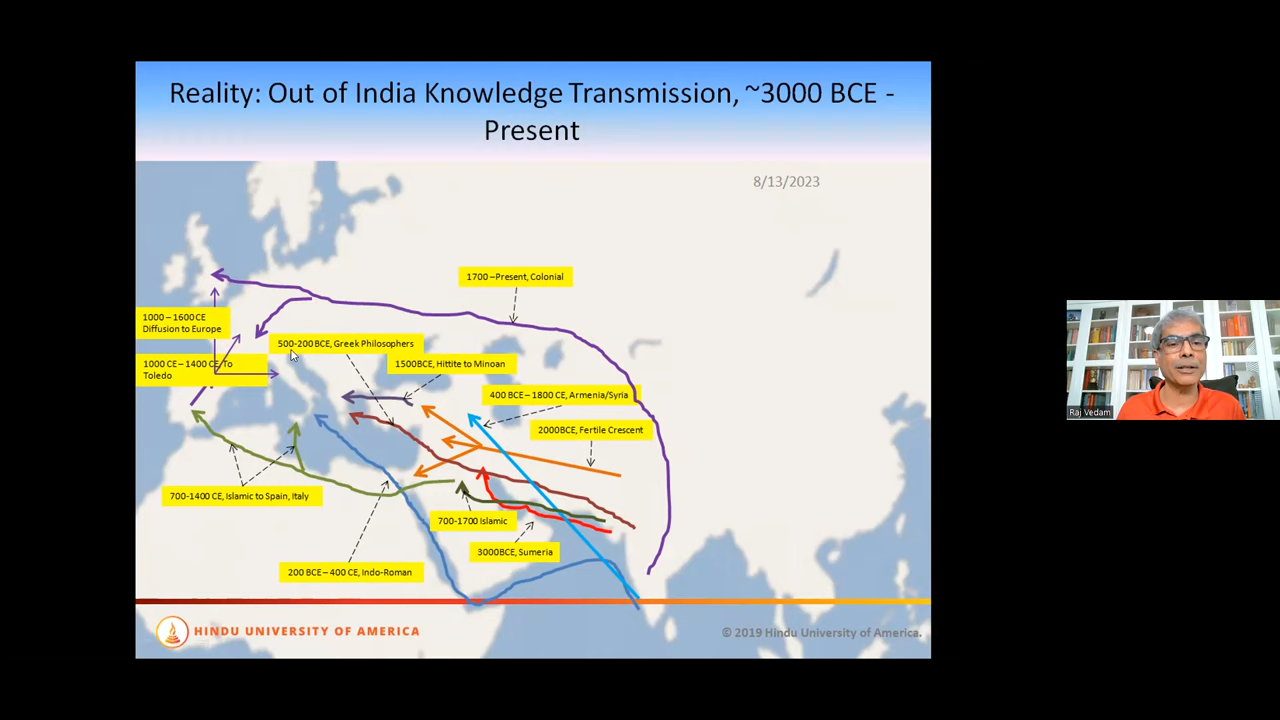 Reality: Out of India Knowledge Transmission, ~3000 BCE -
Present
8/13/2023
1700 –Present, Colonial
1000 – 1600 CE
Diffusion to Europe
500-200 BCE, Greek Philosophers
1000 CE – 1400 CE, To
Toledo
1500BCE, Hittite to Minoan
400 BCE – 1800 CE, Armenia/Syria
2000BCE, Fertile Crescent
700-1400 CE, Islamic to Spain, Italy
700-1700 Islamic
3000BCE, Sumeria
200 BCE – 400 CE, Indo-Roman
HINDU UNIVERSITY OF AMERICA
© 2019 Hindu University of America.
Raj Vedam